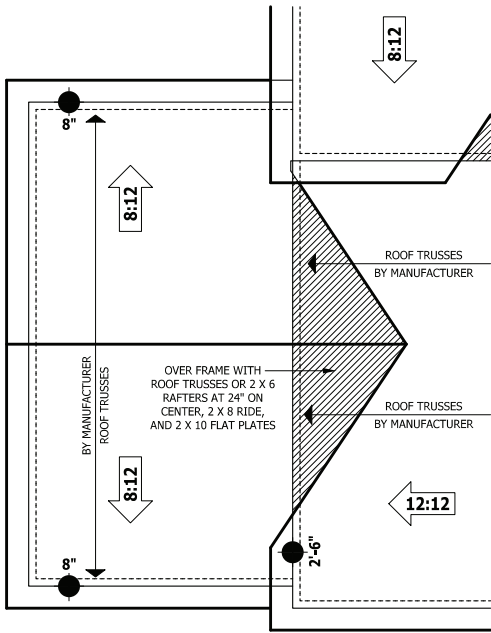 8:12
8"
8:12
ROOF TRUSSES
BY MANUFACTURER
OVER FRAME WITH
ROOF TRUSSES OR 2 X 6
RAFTERS AT 24" ON
CENTER, 2 X 8 RIDE,
AND 2 X 10 FLAT PLATES
BY MANUFACTURER
ROOF TRUSSES
ROOF TRUSSES
BY MANUFACTURER
8:12
12:12
8"
2'-6"